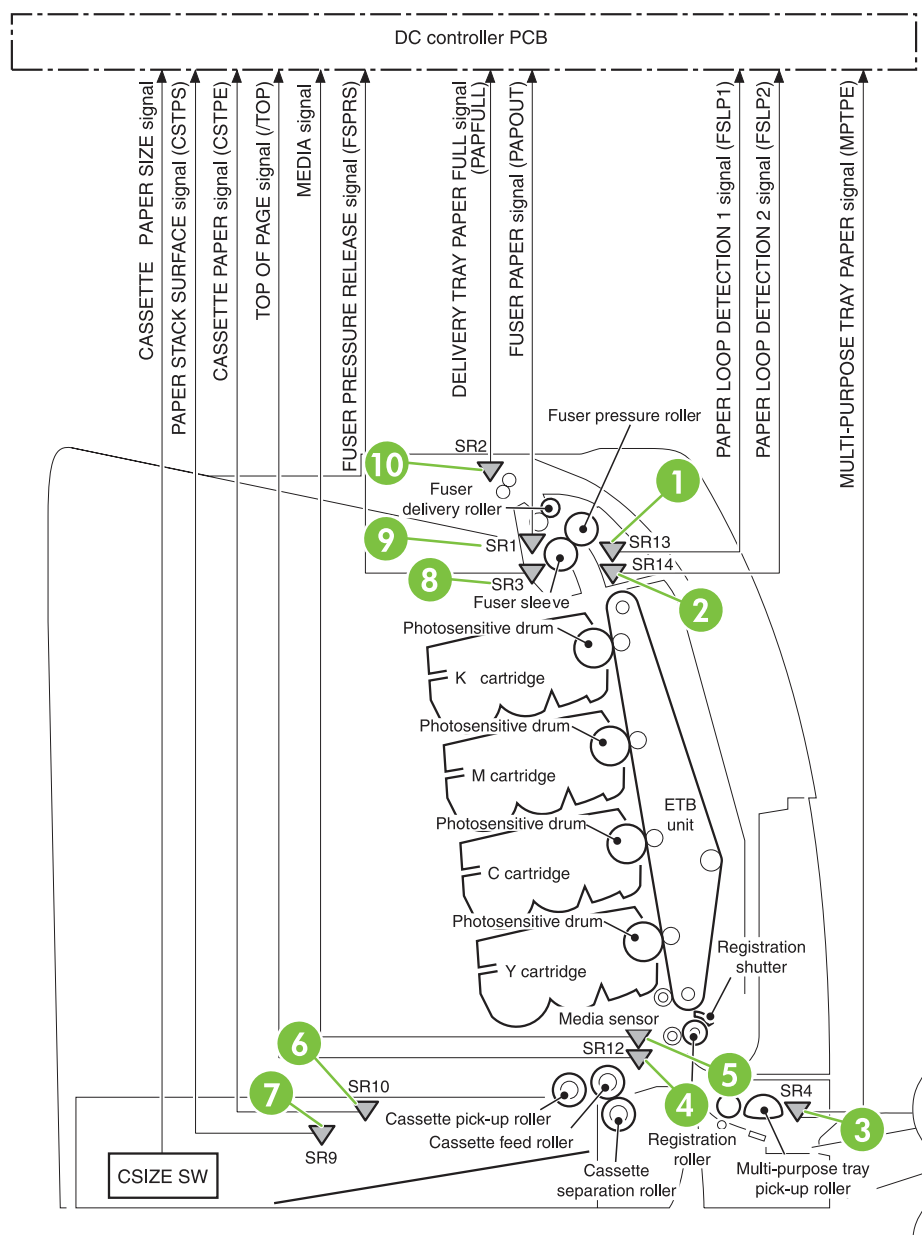 DC controller PCB
CASSETTE PAPER SIZE signal
PAPER STACK SURFACE signal (CSTPS)
CASSETTE PAPER signal (CSTPE)
TOP OF PAGE signal (/TOP)
MEDIA signal
FUSER PRESSURE RELEASE signal (FSPRS)
DELIVERY TRAY PAPER FULL signal
(PAPFULL)
FUSER PAPER signal (PAPOUT)
PAPER LOOP DETECTION 1 signal (FSLP1)
PAPER LOOP DETECTION 2 signal (FSLP2)
MULTI-PURPOSE TRAY PAPER signal (MPTPE)
Fuser pressure roller
SR2
10
Fuser
delivery roller
1
9
SR1
SR13
8
SR3
SR14
2
Fuser sleeve
Photosensitive drum
K cartridge
Photosensitive drum
M cartridge
ETB
unit
Photosensitive drum
C cartridge
Photosensitive drum
Y cartridge
Registration
shutter
Media sensor
6
SR12
5
7
SR10
4
SR4
3
Cassette pick-up roller
Cassette feed roller
SR9
Registration
roller
CSIZE SW
Cassette
separation roller
Multi-purpose tray
pick-up roller